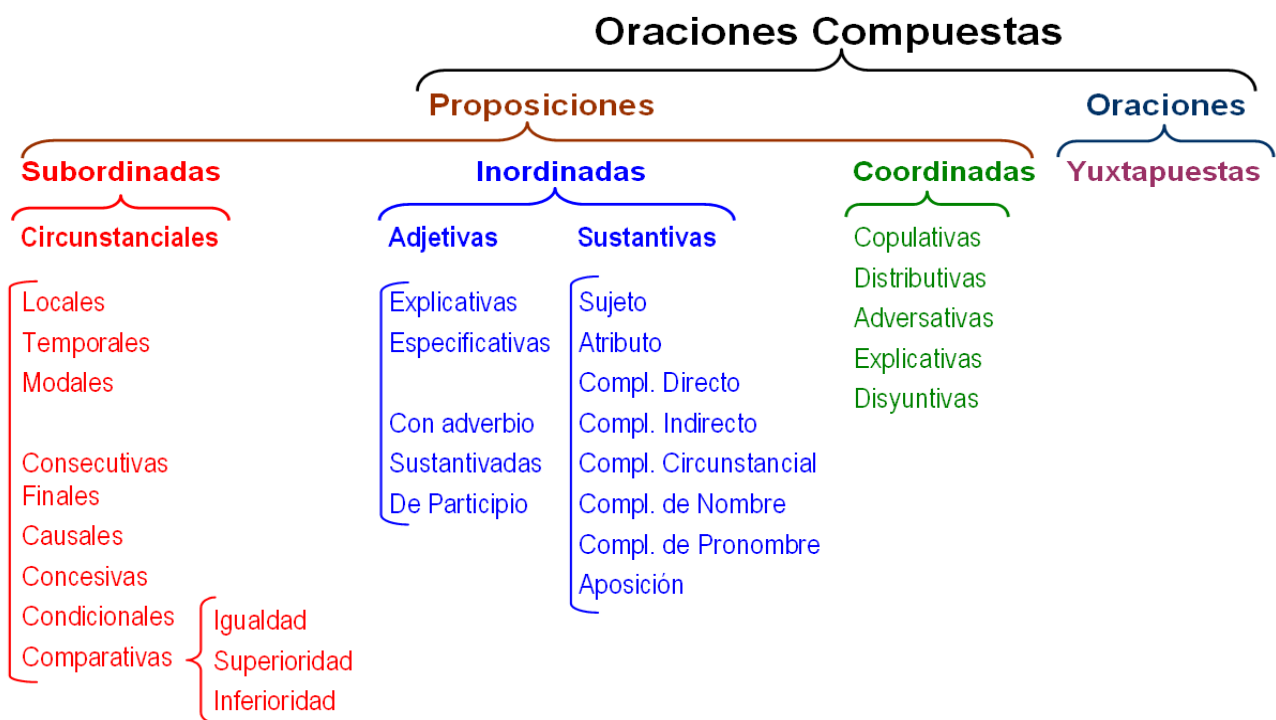 Oraciones Compuestas
Proposiciones
Oraciones
Subordinadas
Inordinadas
Coordinadas
Yuxtapuestas
Circunstanciales
Locales
Temporales
Modales
Consecutivas
Finales
Causales
Concesivas
Condicionales
Comparativas
Igualdad
Superioridad
Inferioridad
Adjetivas
Explicativas
Especificativas
Con adverbio
Sustantivadas
De Participio
Sustantivas
Sujeto
Atributo
Compl. Directo
Compl. Indirecto
Compl. Circunstancial
Compl. de Nombre
Compl. de Pronombre
Aposición
Copulativas
Distributivas
Adversativas
Explicativas
Disyuntivas